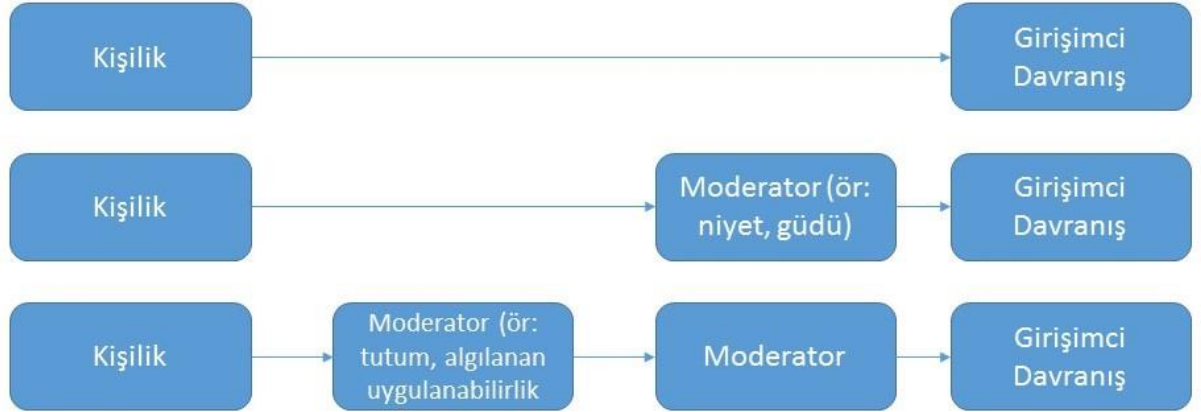 Kişilik
Girişimci
Davranış
Kişilik
Moderator (ör:
niyet, güdü)
Girişimci
Davranış
Kişilik
Moderator (ör:
tutum, algılanan
uygulanabilirlik
Moderator
Girişimci
Davranış